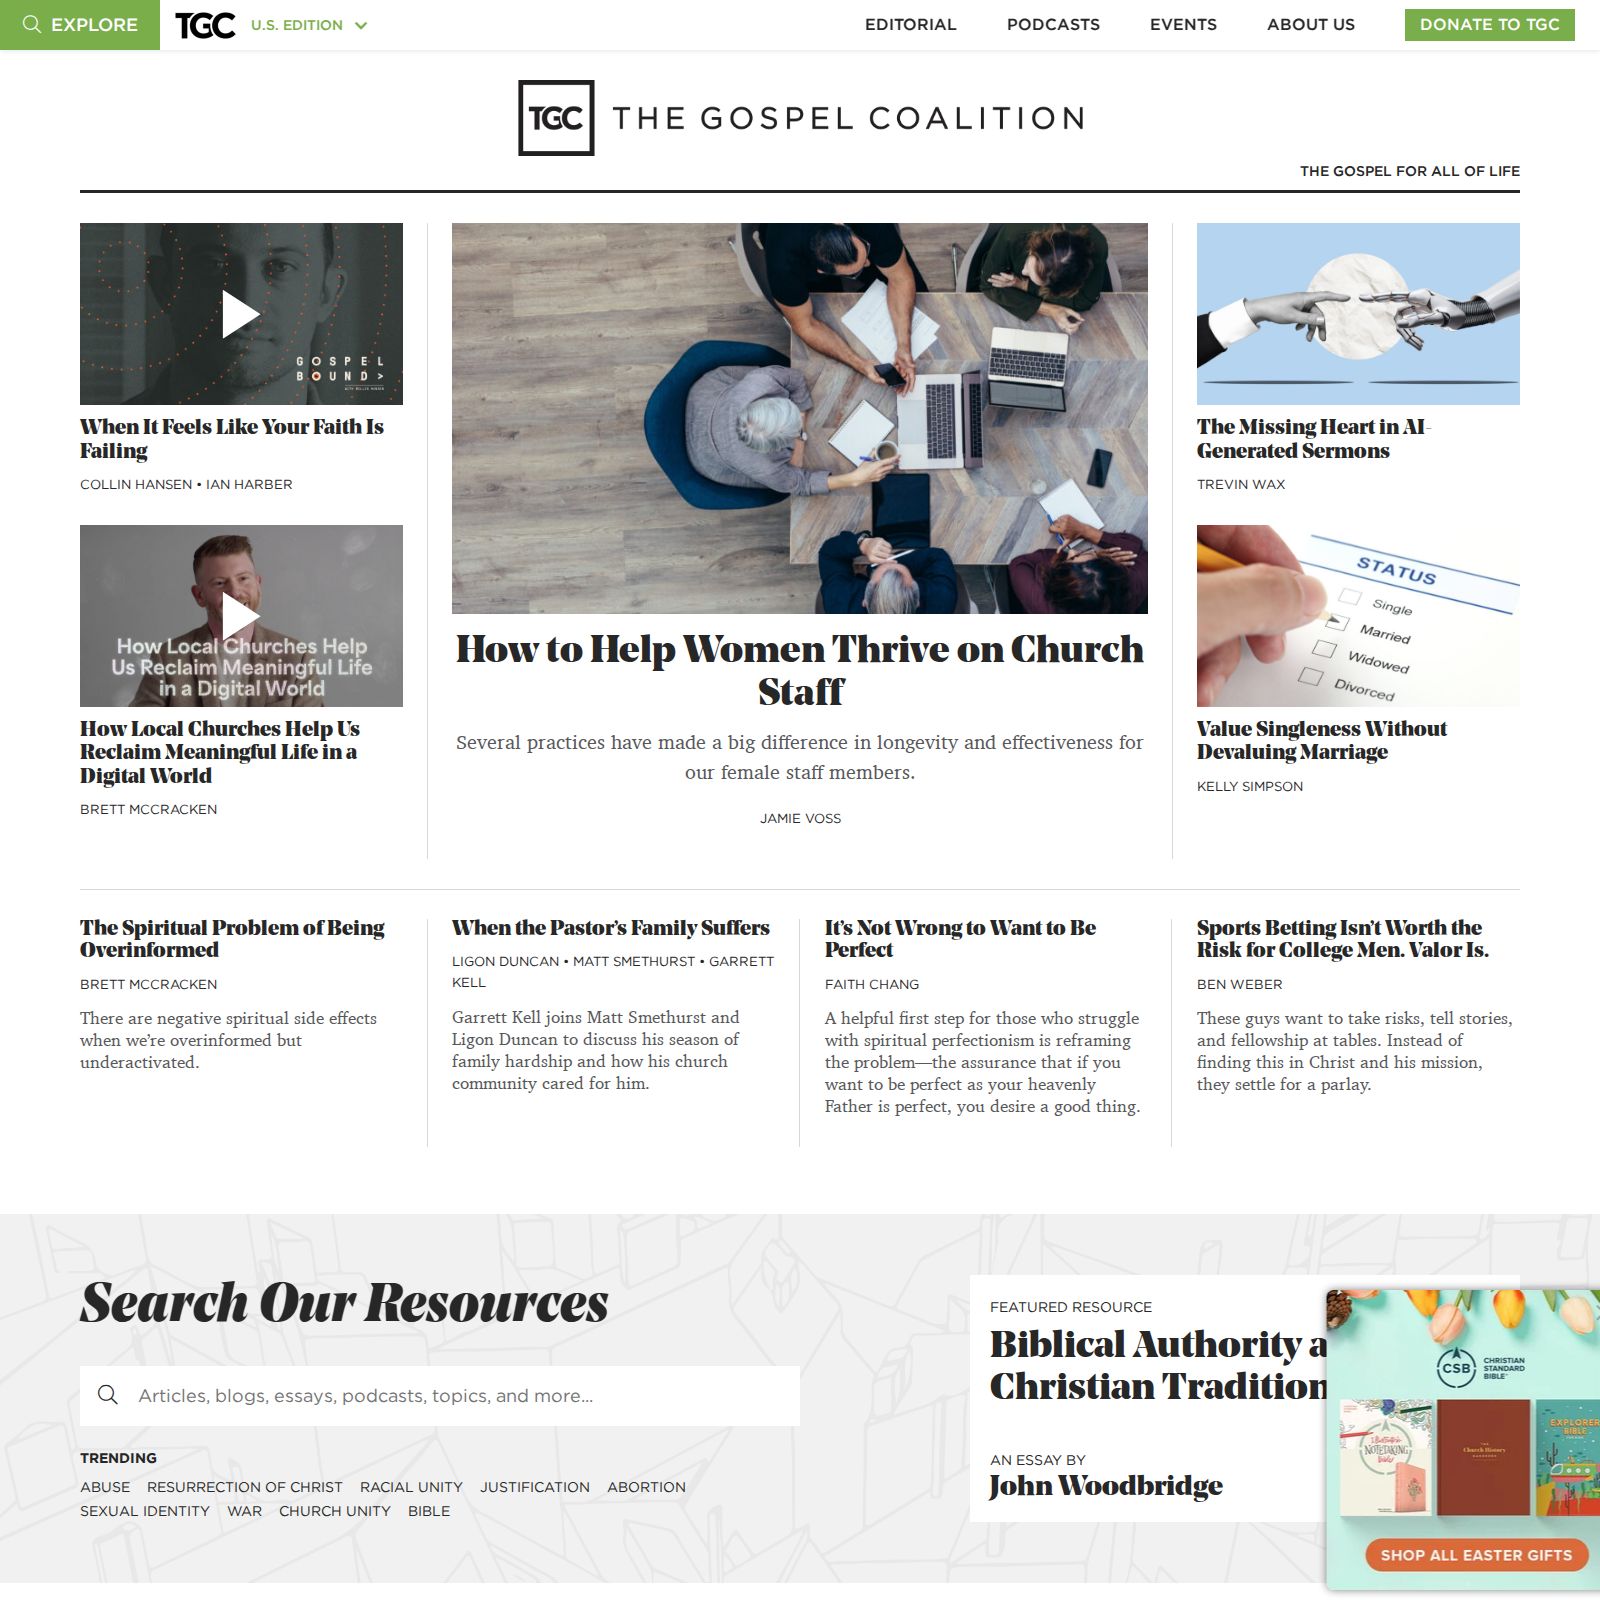 EXPLORE
TGC
U.S. EDITION
EDITORIAL
PODCASTS
EVENTS
ABOUT US
DONATE TO TGC
TGC THE GOSPEL COALITION
THE GOSPEL FOR ALL OF LIFE
GOSPEL
BOUND>
When It Feels Like Your Faith Is
Failing
COLLIN HANSEN • IAN HARBER
How Local Churches Help
Us Reclaim Meaningful Life
in a Digital World
How Local Churches Help Us
Reclaim Meaningful Life in a
Digital World
BRETT MCCRACKEN
How to Help Women Thrive on Church
Staff
Several practices have made a big difference in longevity and effectiveness for
our female staff members.
JAMIE VOSS
The Missing Heart in AI-
Generated Sermons
TREVIN WAX
STATUS
Single
Married
Widowed
Divorced
Value Singleness Without
Devaluing Marriage
KELLY SIMPSON
The Spiritual Problem of Being
Overinformed
BRETT MCCRACKEN
There are negative spiritual side effects
when we’re overinformed but
underactivated.
When the Pastor’s Family Suffers
LIGON DUNCAN • MATT SMETHURST • GARRETT
KELL
Garrett Kell joins Matt Smethurst and
Ligon Duncan to discuss his season of
family hardship and how his church
community cared for him.
It’s Not Wrong to Want to Be
Perfect
FAITH CHANG
A helpful first step for those who struggle
with spiritual perfectionism is reframing
the problem—the assurance that if you
want to be perfect as your heavenly
Father is perfect, you desire a good thing.
Sports Betting Isn’t Worth the
Risk for College Men. Valor Is.
BEN WEBER
These guys want to take risks, tell stories,
and fellowship at tables. Instead of
finding this in Christ and his mission,
they settle for a parlay.
Search Our Resources
Articles, blogs, essays, podcasts, topics, and more...
TRENDING
ABUSE RESURRECTION OF CHRIST RACIAL UNITY JUSTIFICATION ABORTION
SEXUAL IDENTITY WAR CHURCH UNITY BIBLE
FEATURED RESOURCE
Biblical Authority a
Christian Tradition
AN ESSAY BY
John Woodbridge
CSB
CHRISTIAN
STANDARD
BIBLE
NOTETAKING
Bible
Church History
EXPLORER
BIBLE
SHOP ALL EASTER GIFTS